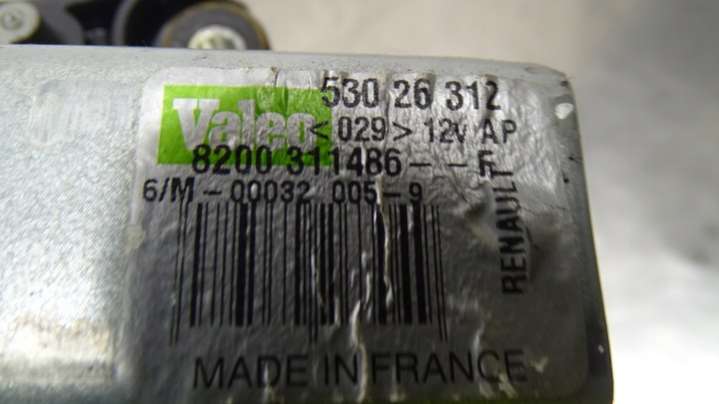 Valeo
530 26 312
<029> 12V AP
8200 311486--F
6/M-00032 005-9
RENAULT
MADE IN FRANCE